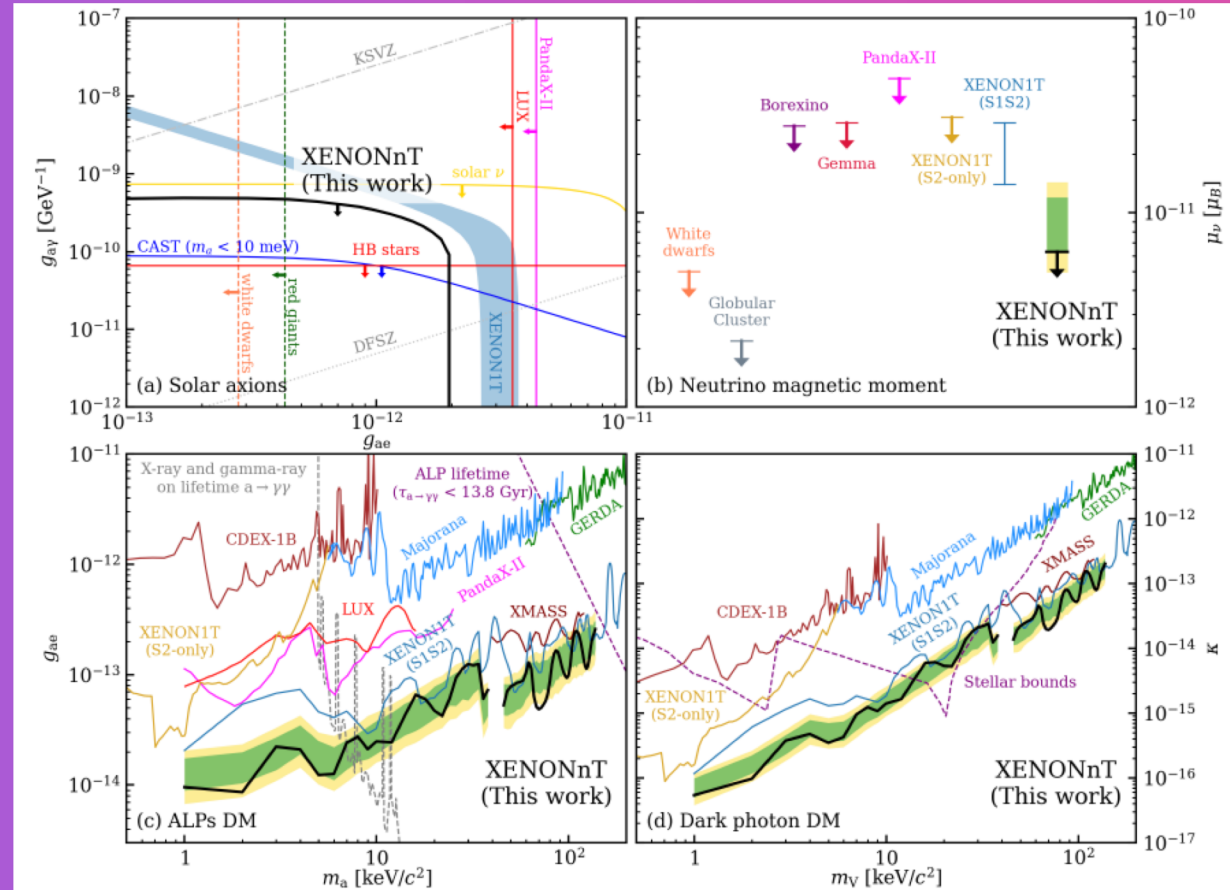 10⁻⁷
10⁻⁸
10⁻⁹
10⁻¹⁰
10⁻¹¹
10⁻¹²
g_aγ [GeV⁻¹]
KSVZ
LUX
PandaX-II
XENONnT
(This work)
solar ν
CAST (m_a < 10 meV)
HB stars
white dwarfs
red giants
DFSZ
XENON1T
(a) Solar axions
10⁻¹³
10⁻¹²
10⁻¹¹
g_ae
PandaX-II
XENON1T
(S1S2)
Borexino
Gemma
XENON1T
(S2-only)
White
dwarfs
Globular
Cluster
XENONnT
(This work)
(b) Neutrino magnetic moment
10⁻¹⁰
10⁻¹¹
10⁻¹²
μ_ν [μ_B]
10⁻¹¹
10⁻¹²
10⁻¹³
10⁻¹⁴
g_ae
X-ray and gamma-ray
on lifetime a→γγ
ALP lifetime
(τ_a→γγ < 13.8 Gyr)
GERDA
CDEX-1B
Majorana
PandaX-II
LUX
XMASS
XENON1T
(S2-only)
XENON1T
(S1S2)
XENONnT
(This work)
(c) ALPs DM
1
10
10²
m_a [keV/c²]
GERDA
XMASS
Majorana
CDEX-1B
XENON1T
(S1S2)
Stellar bounds
XENON1T
(S2-only)
XENONnT
(This work)
(d) Dark photon DM
1
10
10²
m_V [keV/c²]
10⁻¹¹
10⁻¹²
10⁻¹³
10⁻¹⁴
10⁻¹⁵
10⁻¹⁶
10⁻¹⁷
κ